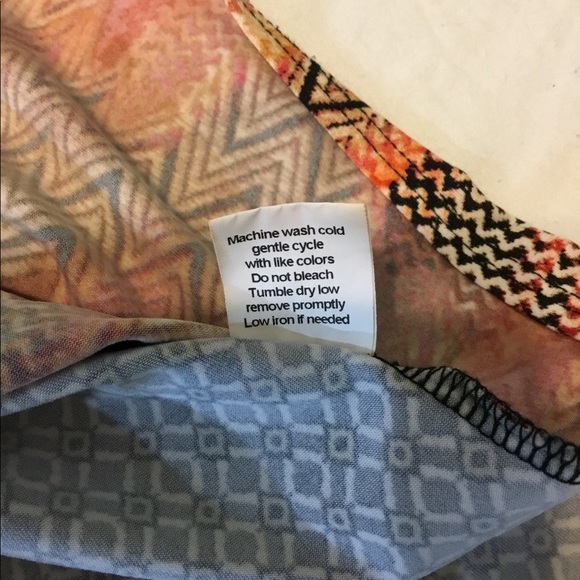 Machine wash cold
gentle cycle
with like colors
Do not bleach
Tumble dry low
remove promptly
Low iron if needed